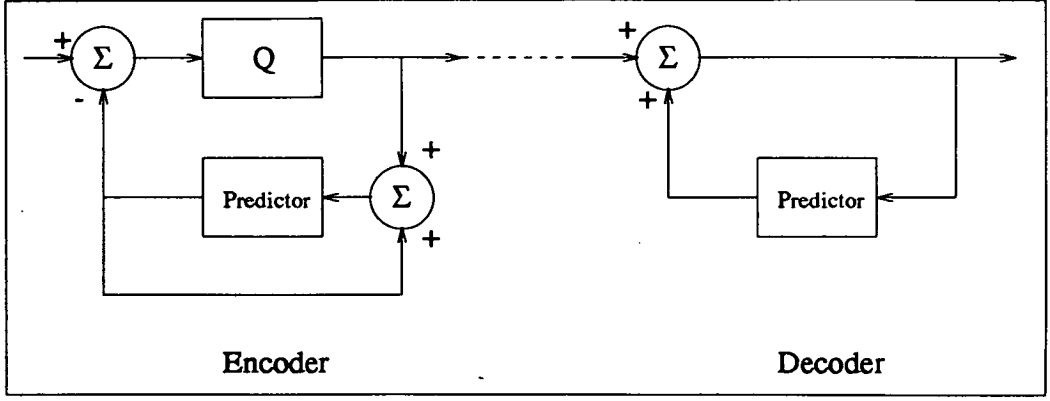 +
Σ
Q
-
+
Predictor
Σ
+
Encoder
+
Σ
+
Predictor
Decoder